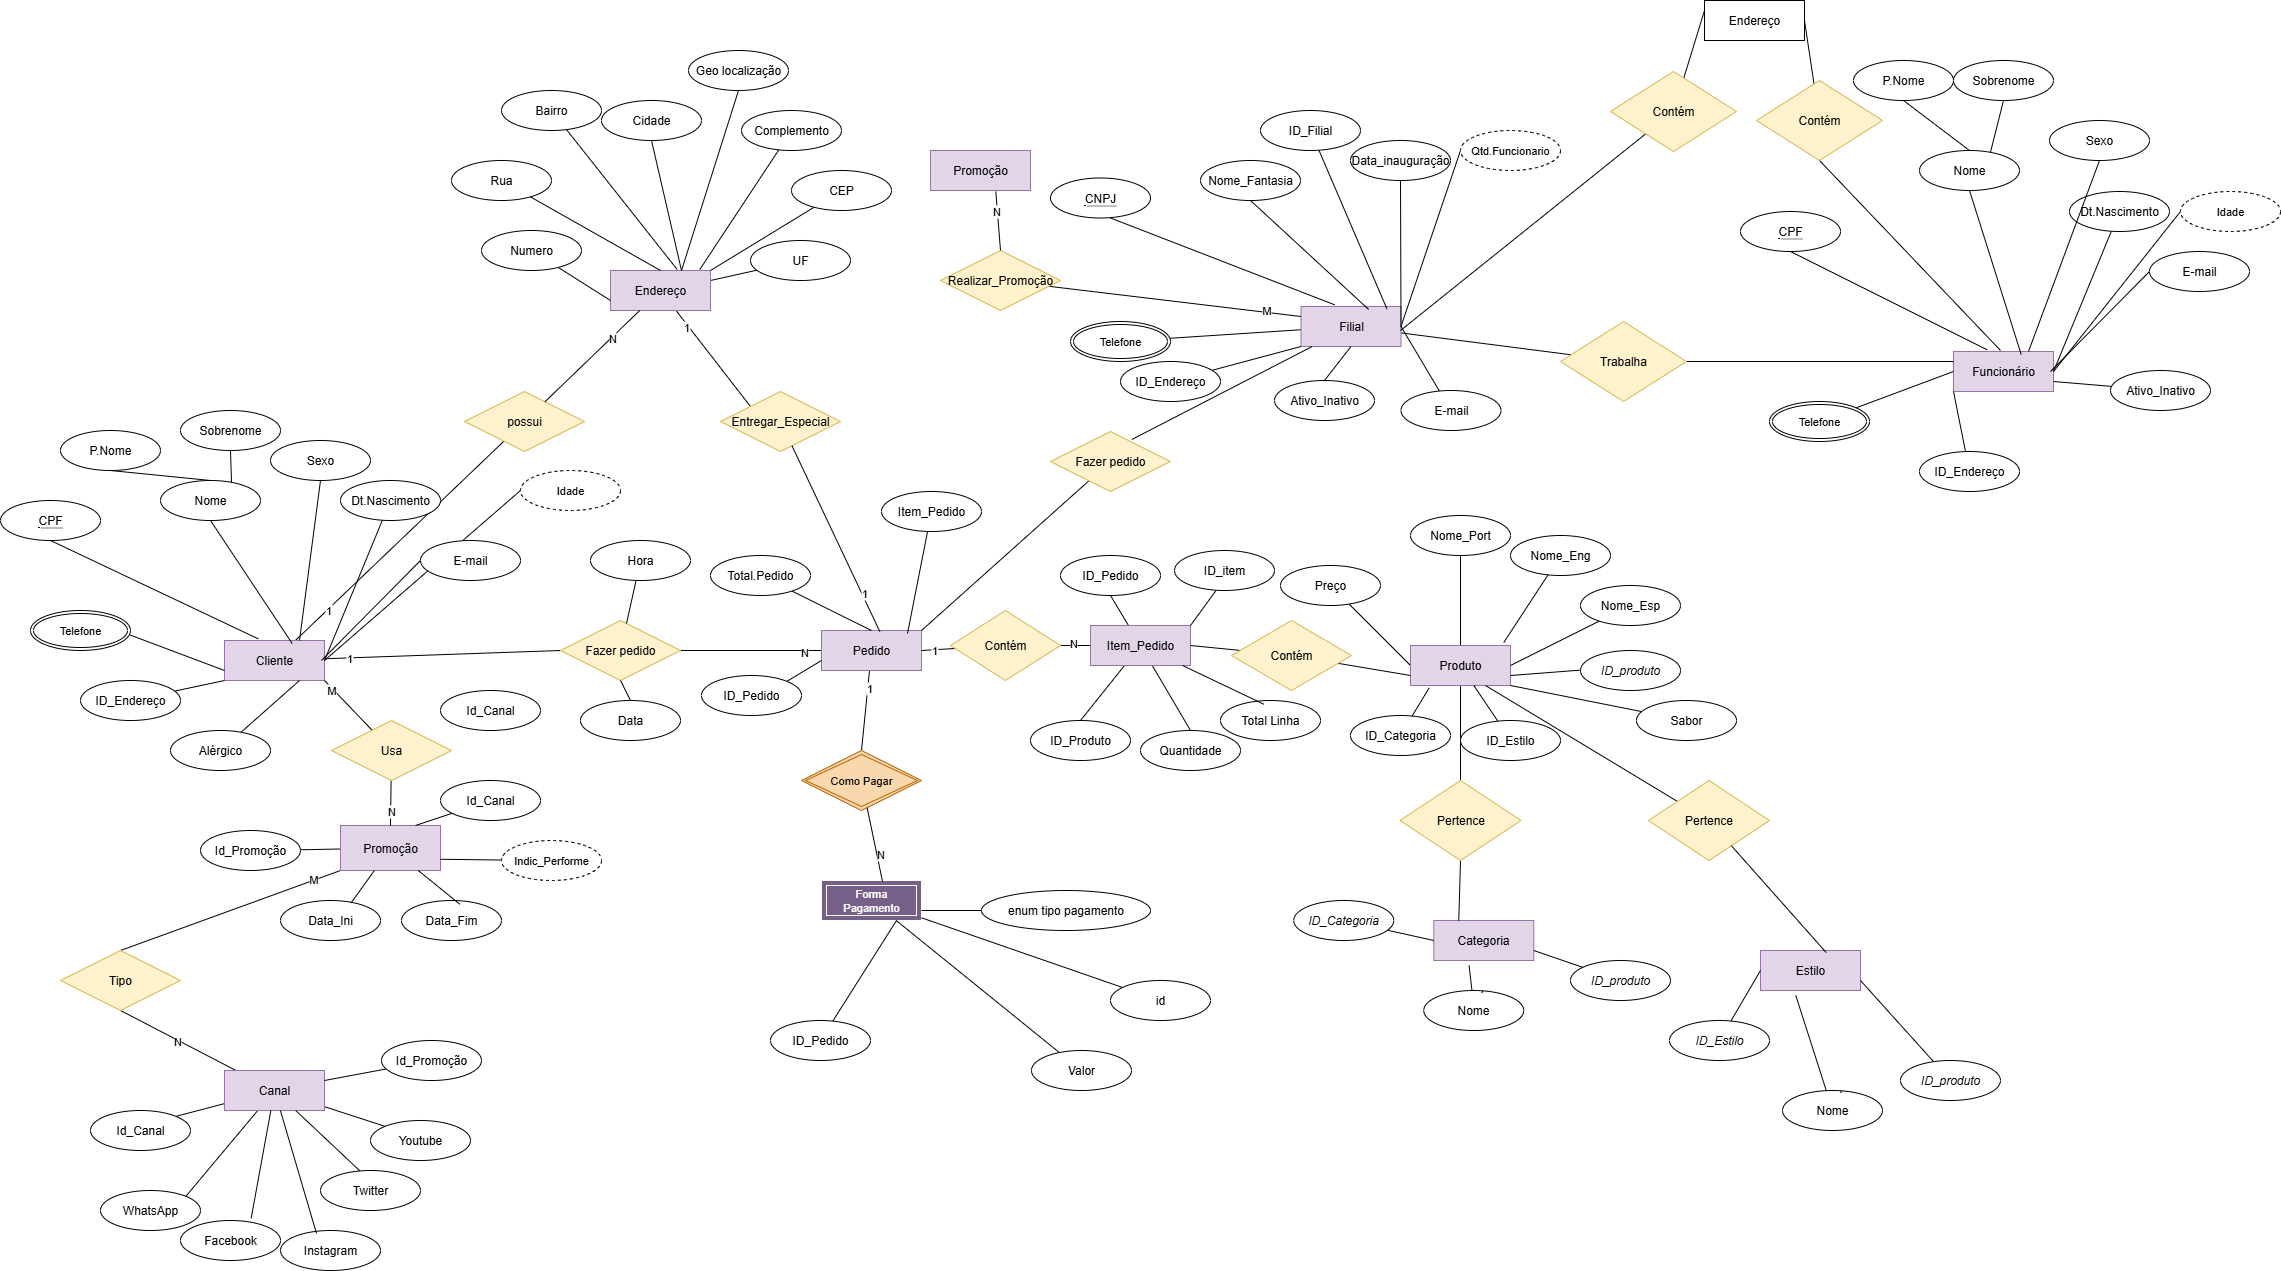 Endereço
Geo localização
P.Nome
Sobrenome
Bairro
Cidade
Complemento
ID_Filial
Contém
Contém
Sexo
Data_inauguração
Qtd.Funcionario
Promoção
Nome
Rua
CEP
Nome_Fantasia
CNPJ
N
Dt.Nascimento
Idade
CPF
Numero
UF
E-mail
Endereço
Realizar_Promoção
M
Filial
1
N
Telefone
Trabalha
Funcionário
ID_Endereço
Ativo_Inativo
Ativo_Inativo
E-mail
possui
Entregar_Especial
Telefone
Sobrenome
P.Nome
Sexo
Fazer pedido
ID_Endereço
Nome
Dt.Nascimento
Idade
Item_Pedido
CPF
Nome_Port
Nome_Eng
E-mail
Hora
Total.Pedido
ID_Pedido
ID_item
Preço
1
1
Nome_Esp
Telefone
Cliente
1
Fazer pedido
N
Pedido
1
Contém
N
Item_Pedido
Contém
Produto
ID_produto
M
1
ID_Endereço
ID_Pedido
Id_Canal
Data
Total Linha
Sabor
Alérgico
Usa
ID_Produto
Quantidade
ID_Categoria
ID_Estilo
Como Pagar
Id_Canal
N
Pertence
Pertence
Id_Promoção
Promoção
Indic_Performe
N
M
Forma
Pagamento
enum tipo pagamento
Data_Ini
Data_Fim
ID_Categoria
Categoria
Tipo
ID_produto
Estilo
id
Nome
N
ID_Pedido
ID_Estilo
Id_Promoção
Valor
ID_produto
Canal
Nome
Id_Canal
Youtube
Twitter
WhatsApp
Facebook
Instagram